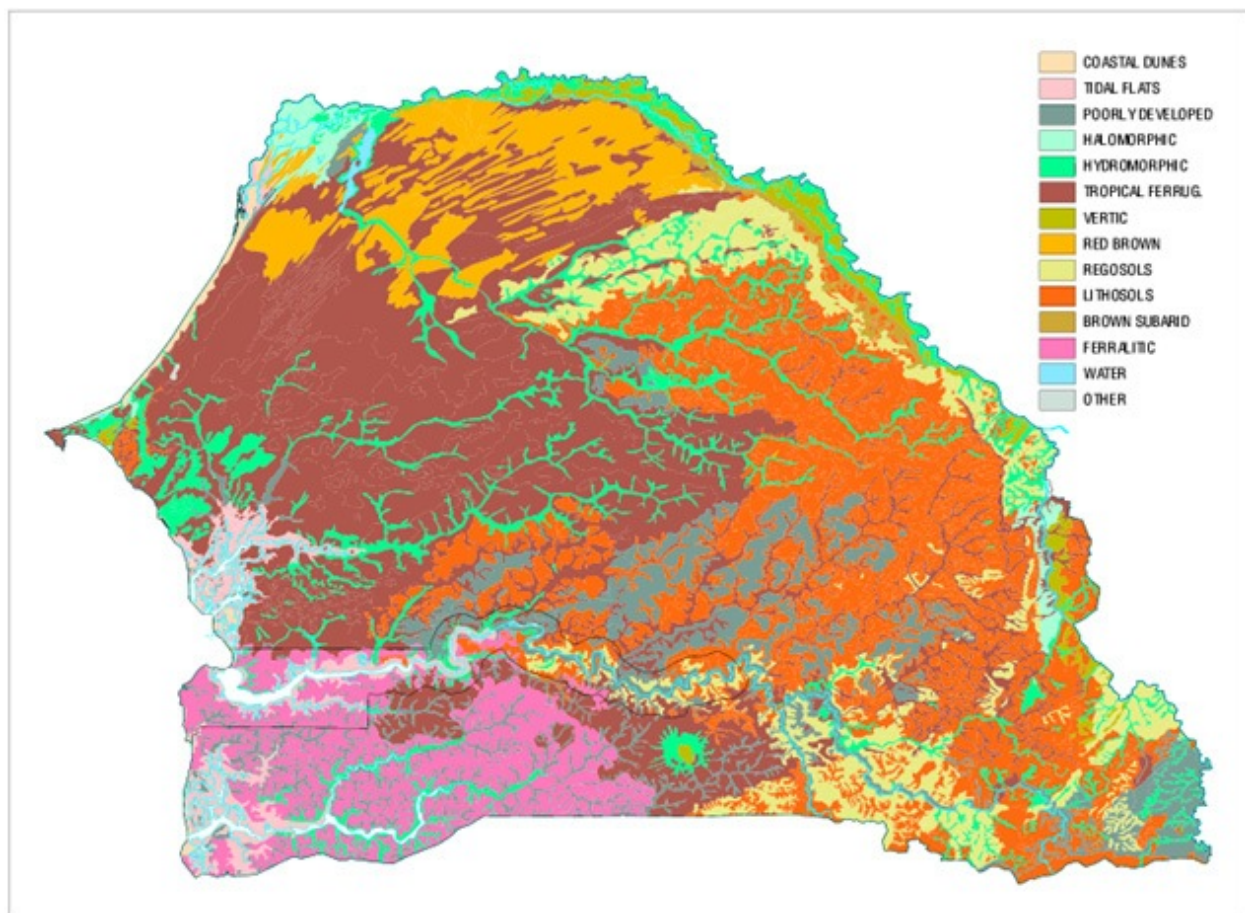 COASTAL DUNES
TIDAL FLATS
POORLY DEVELOPED
HALOMORPHIC
HYDROMORPHIC
TROPICAL FERRUG.
VERTIC
RED BROWN
REGOSOLS
LITHOSOLS
BROWN SUBARID
FERRALITIC
WATER
OTHER